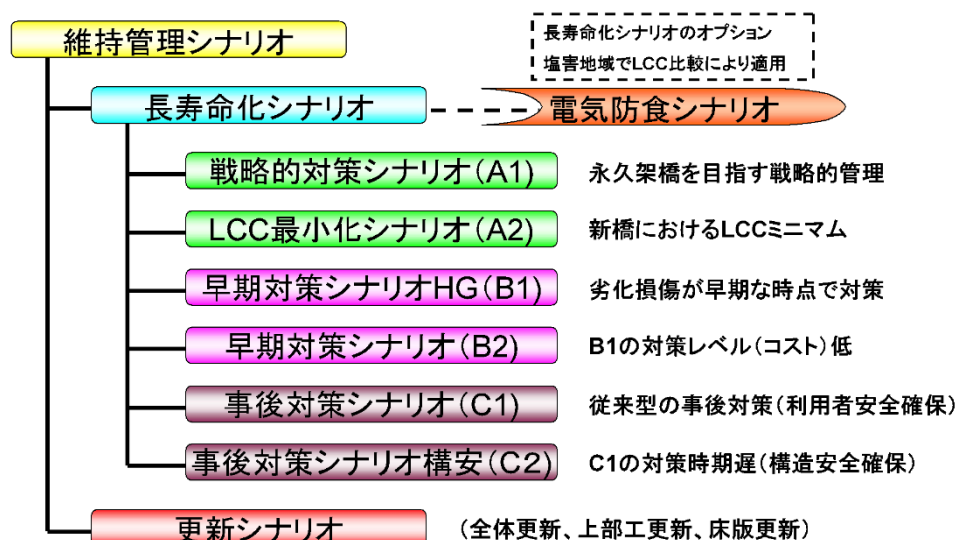 維持管理シナリオ
長寿命化シナリオのオプション
塩害地域でLCC比較により適用
長寿命化シナリオ
電気防食シナリオ
戦略的対策シナリオ(A1)
永久架橋を目指す戦略的管理
LCC最小化シナリオ(A2)
新橋におけるLCCミニマム
早期対策シナリオHG(B1)
劣化損傷が早期な時点で対策
早期対策シナリオ(B2)
B1の対策レベル(コスト)低
事後対策シナリオ(C1)
従来型の事後対策(利用者安全確保)
事後対策シナリオ構安(C2)
C1の対策時期遅(構造安全確保)
更新シナリオ
(全体更新、上部工更新、床版更新)